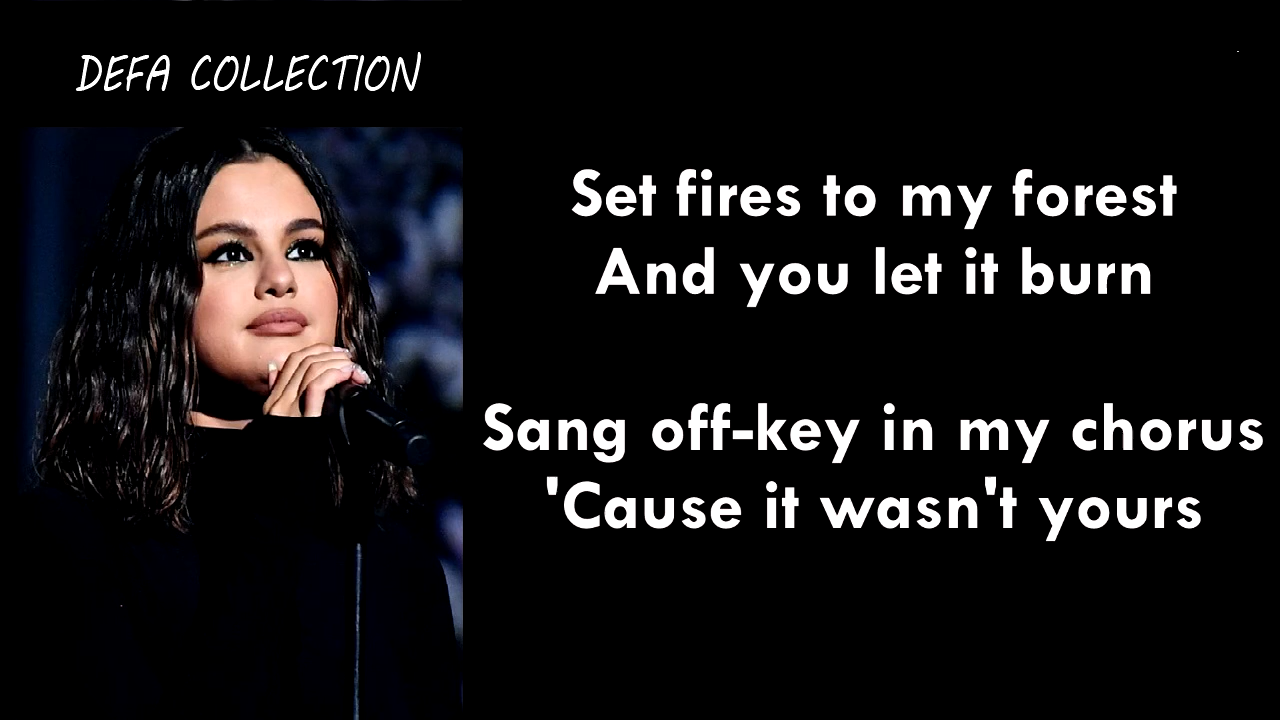 DEFA COLLECTION
Set fires to my forest
And you let it burn
Sang off-key in my chorus
'Cause it wasn't yours